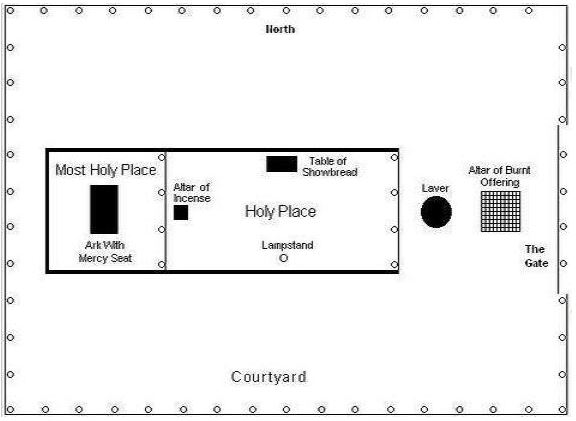 North
Most Holy Place
Table of
Showbread
Altar of Burnt
Offering
Altar of
Incense
Laver
Holy Place
Ark With
Mercy Seat
Lampstand
The
Gate
Courtyard